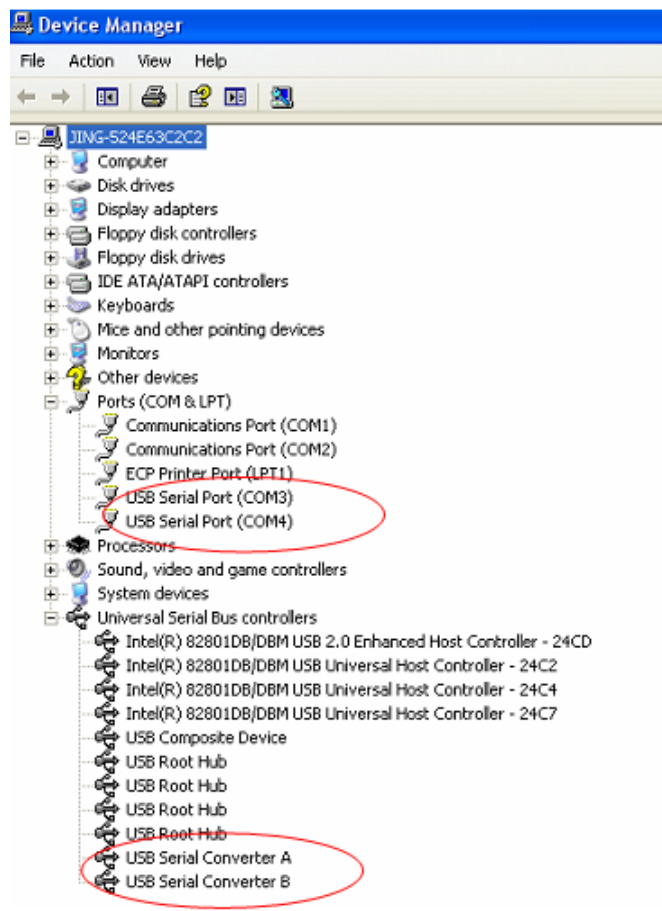 Device Manager
File Action View Help
JING-524E63C2C2
Computer
Disk drives
Display adapters
Floppy disk controllers
Floppy disk drives
IDE ATA/ATAPI controllers
Keyboards
Mice and other pointing devices
Monitors
Other devices
Ports (COM & LPT)
Communications Port (COM1)
Communications Port (COM2)
ECP Printer Port (LPT1)
USB Serial Port (COM3)
USB Serial Port (COM4)
Processors
Sound, video and game controllers
System devices
Universal Serial Bus controllers
Intel(R) 82801DB/DBM USB 2.0 Enhanced Host Controller - 24CD
Intel(R) 82801DB/DBM USB Universal Host Controller - 24C2
Intel(R) 82801DB/DBM USB Universal Host Controller - 24C4
Intel(R) 82801DB/DBM USB Universal Host Controller - 24C7
USB Composite Device
USB Root Hub
USB Root Hub
USB Root Hub
USB Root Hub
USB Serial Converter A
USB Serial Converter B